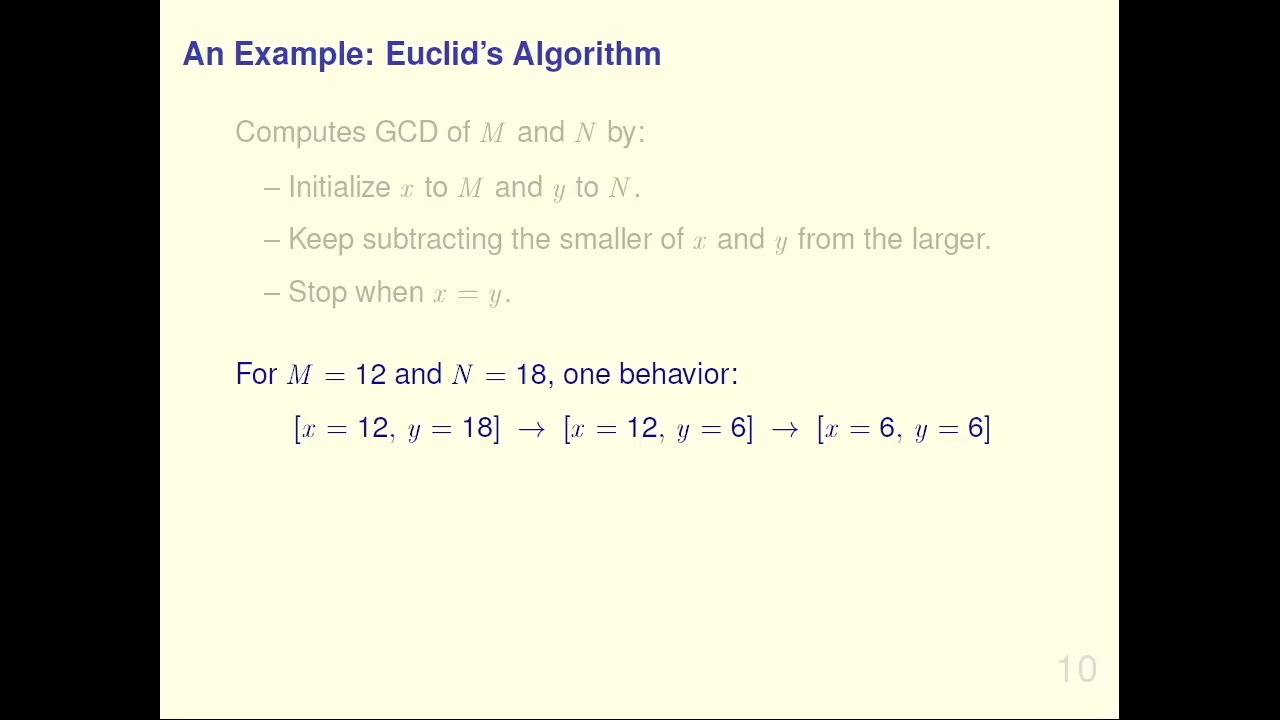 An Example: Euclid’s Algorithm
Computes GCD of M and N by:
– Initialize x to M and y to N.
– Keep subtracting the smaller of x and y from the larger.
– Stop when x = y.
For M = 12 and N = 18, one behavior:
[x = 12, y = 18] → [x = 12, y = 6] → [x = 6, y = 6]
10